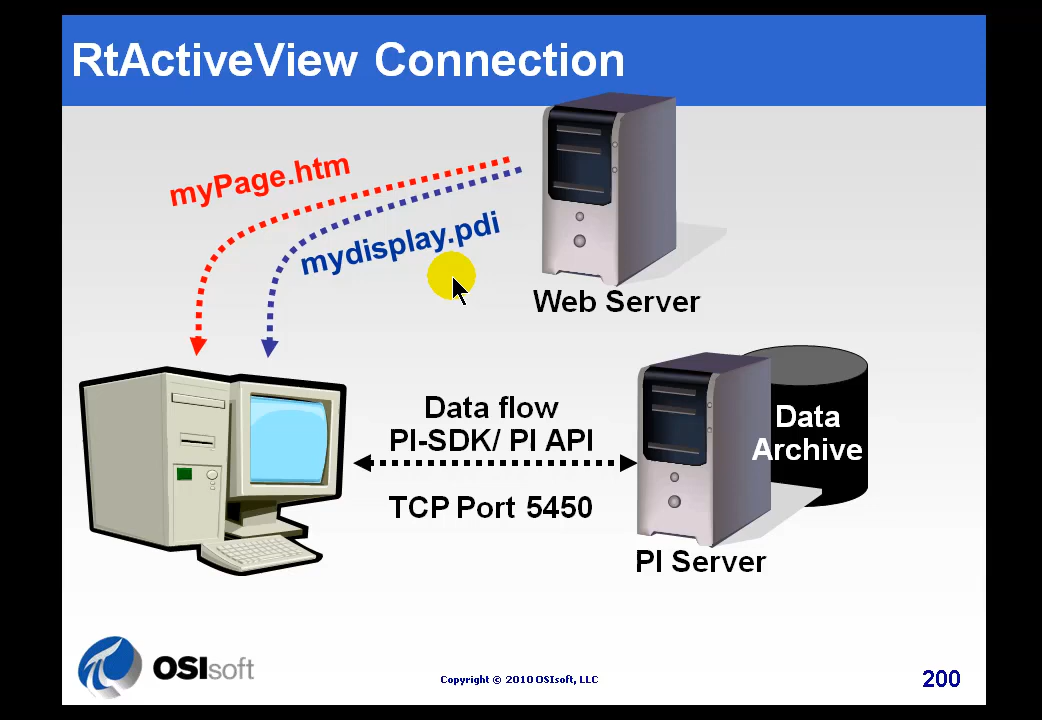 RtActiveView Connection
myPage.htm
mydisplay.pdi
Web Server
Data flow
PI-SDK/ PI API
TCP Port 5450
Data
Archive
PI Server
OSIsoft
Copyright © 2010 OSIsoft, LLC
200